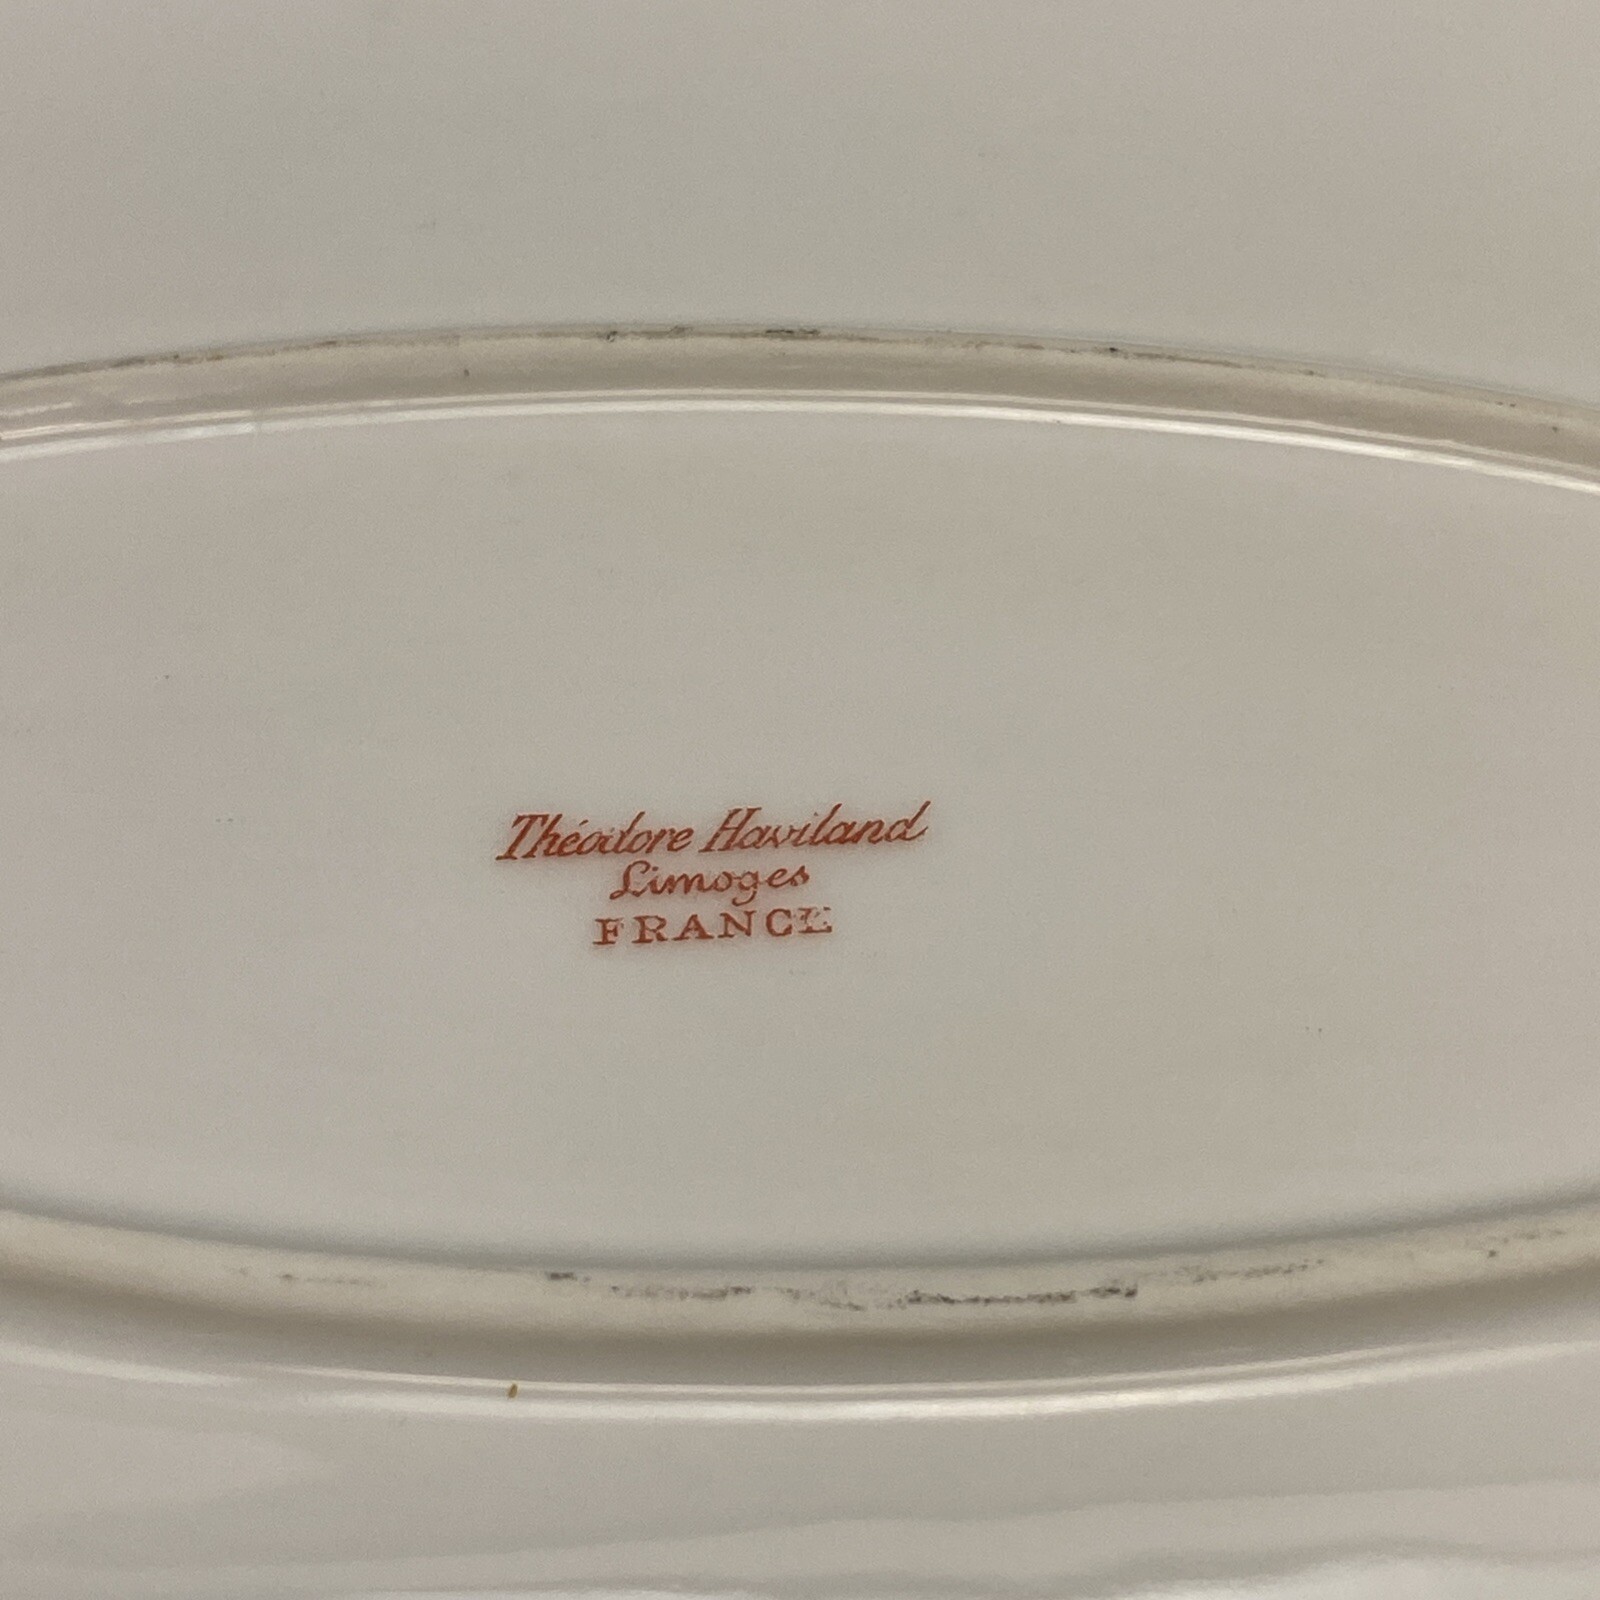 Théodore Haviland
Limoges
FRANCE